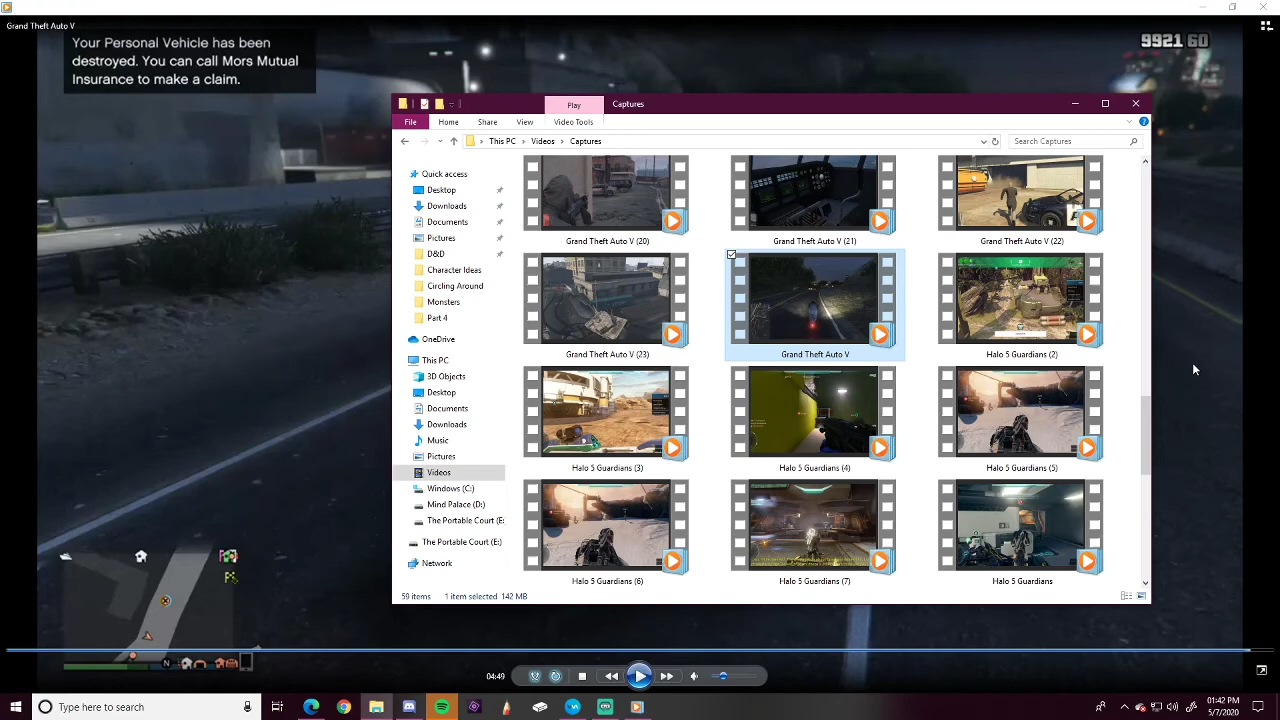 Grand Theft Auto V
Your Personal Vehicle has been
destroyed. You can call Mors Mutual
Insurance to make a claim.
Play
Captures
File
Home
Share
View
Video Tools
This PC
Videos
Captures
Search Captures
Quick access
Desktop
Downloads
Documents
Pictures
D&D
Character Ideas
Circling Around
Monsters
Part 4
OneDrive
This PC
3D Objects
Desktop
Documents
Downloads
Music
Pictures
Videos
Windows (C:)
Mind Palace (D:)
The Portable Court (E:
The Portable Court (E:)
Network
Grand Theft Auto V (20)
Grand Theft Auto V (21)
Grand Theft Auto V (22)
Grand Theft Auto V (23)
Grand Theft Auto V
Halo 5 Guardians (2)
Halo 5 Guardians (3)
Halo 5 Guardians (4)
Halo 5 Guardians (5)
Halo 5 Guardians (6)
Halo 5 Guardians (7)
Halo 5 Guardians
59 items
1 item selected 142 MB
N
04:49
Type here to search
01:42 PM
5/7/2020